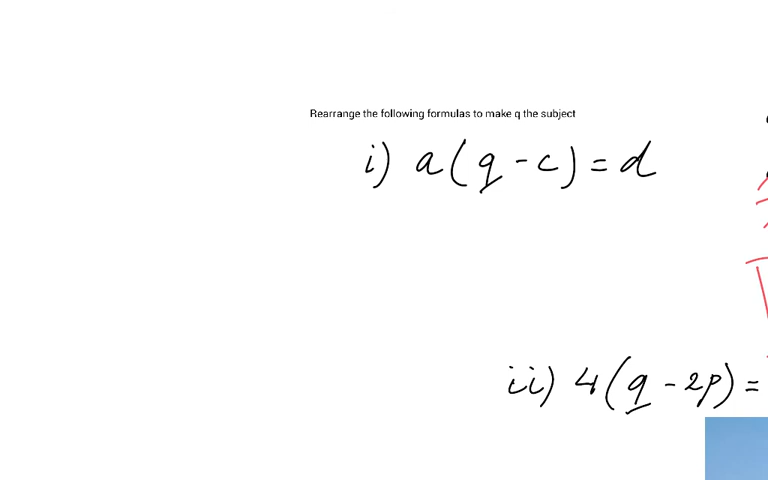 Rearrange the following formulas to make q the subject
i) a(q-c)=d
ii) 4(q-2p)=